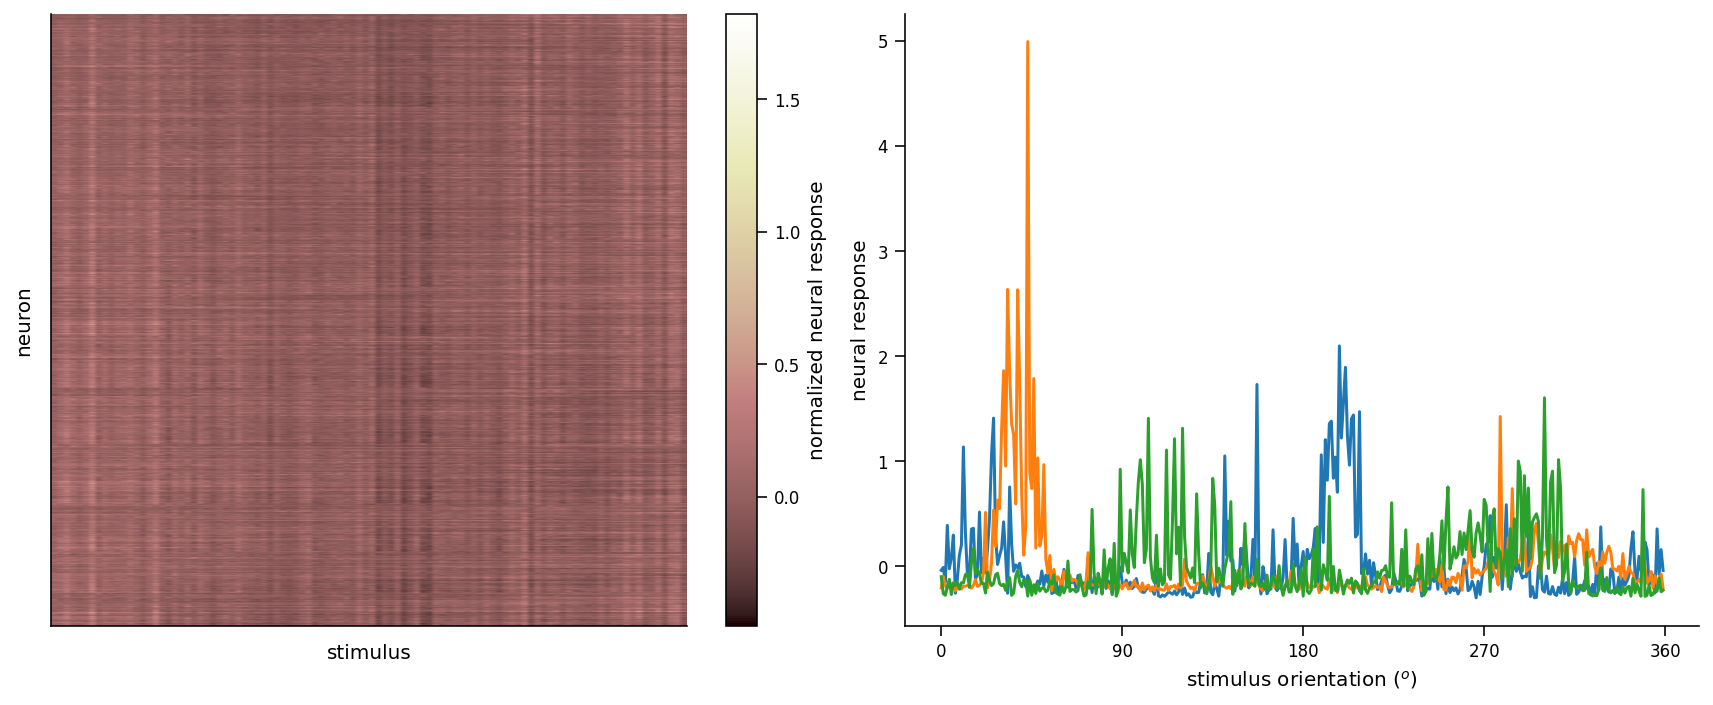 neuron
stimulus
1.5
1.0
0.5
0.0
normalized neural response
neural response
5
4
3
2
1
0
0 90 180 270 360
stimulus orientation (°)